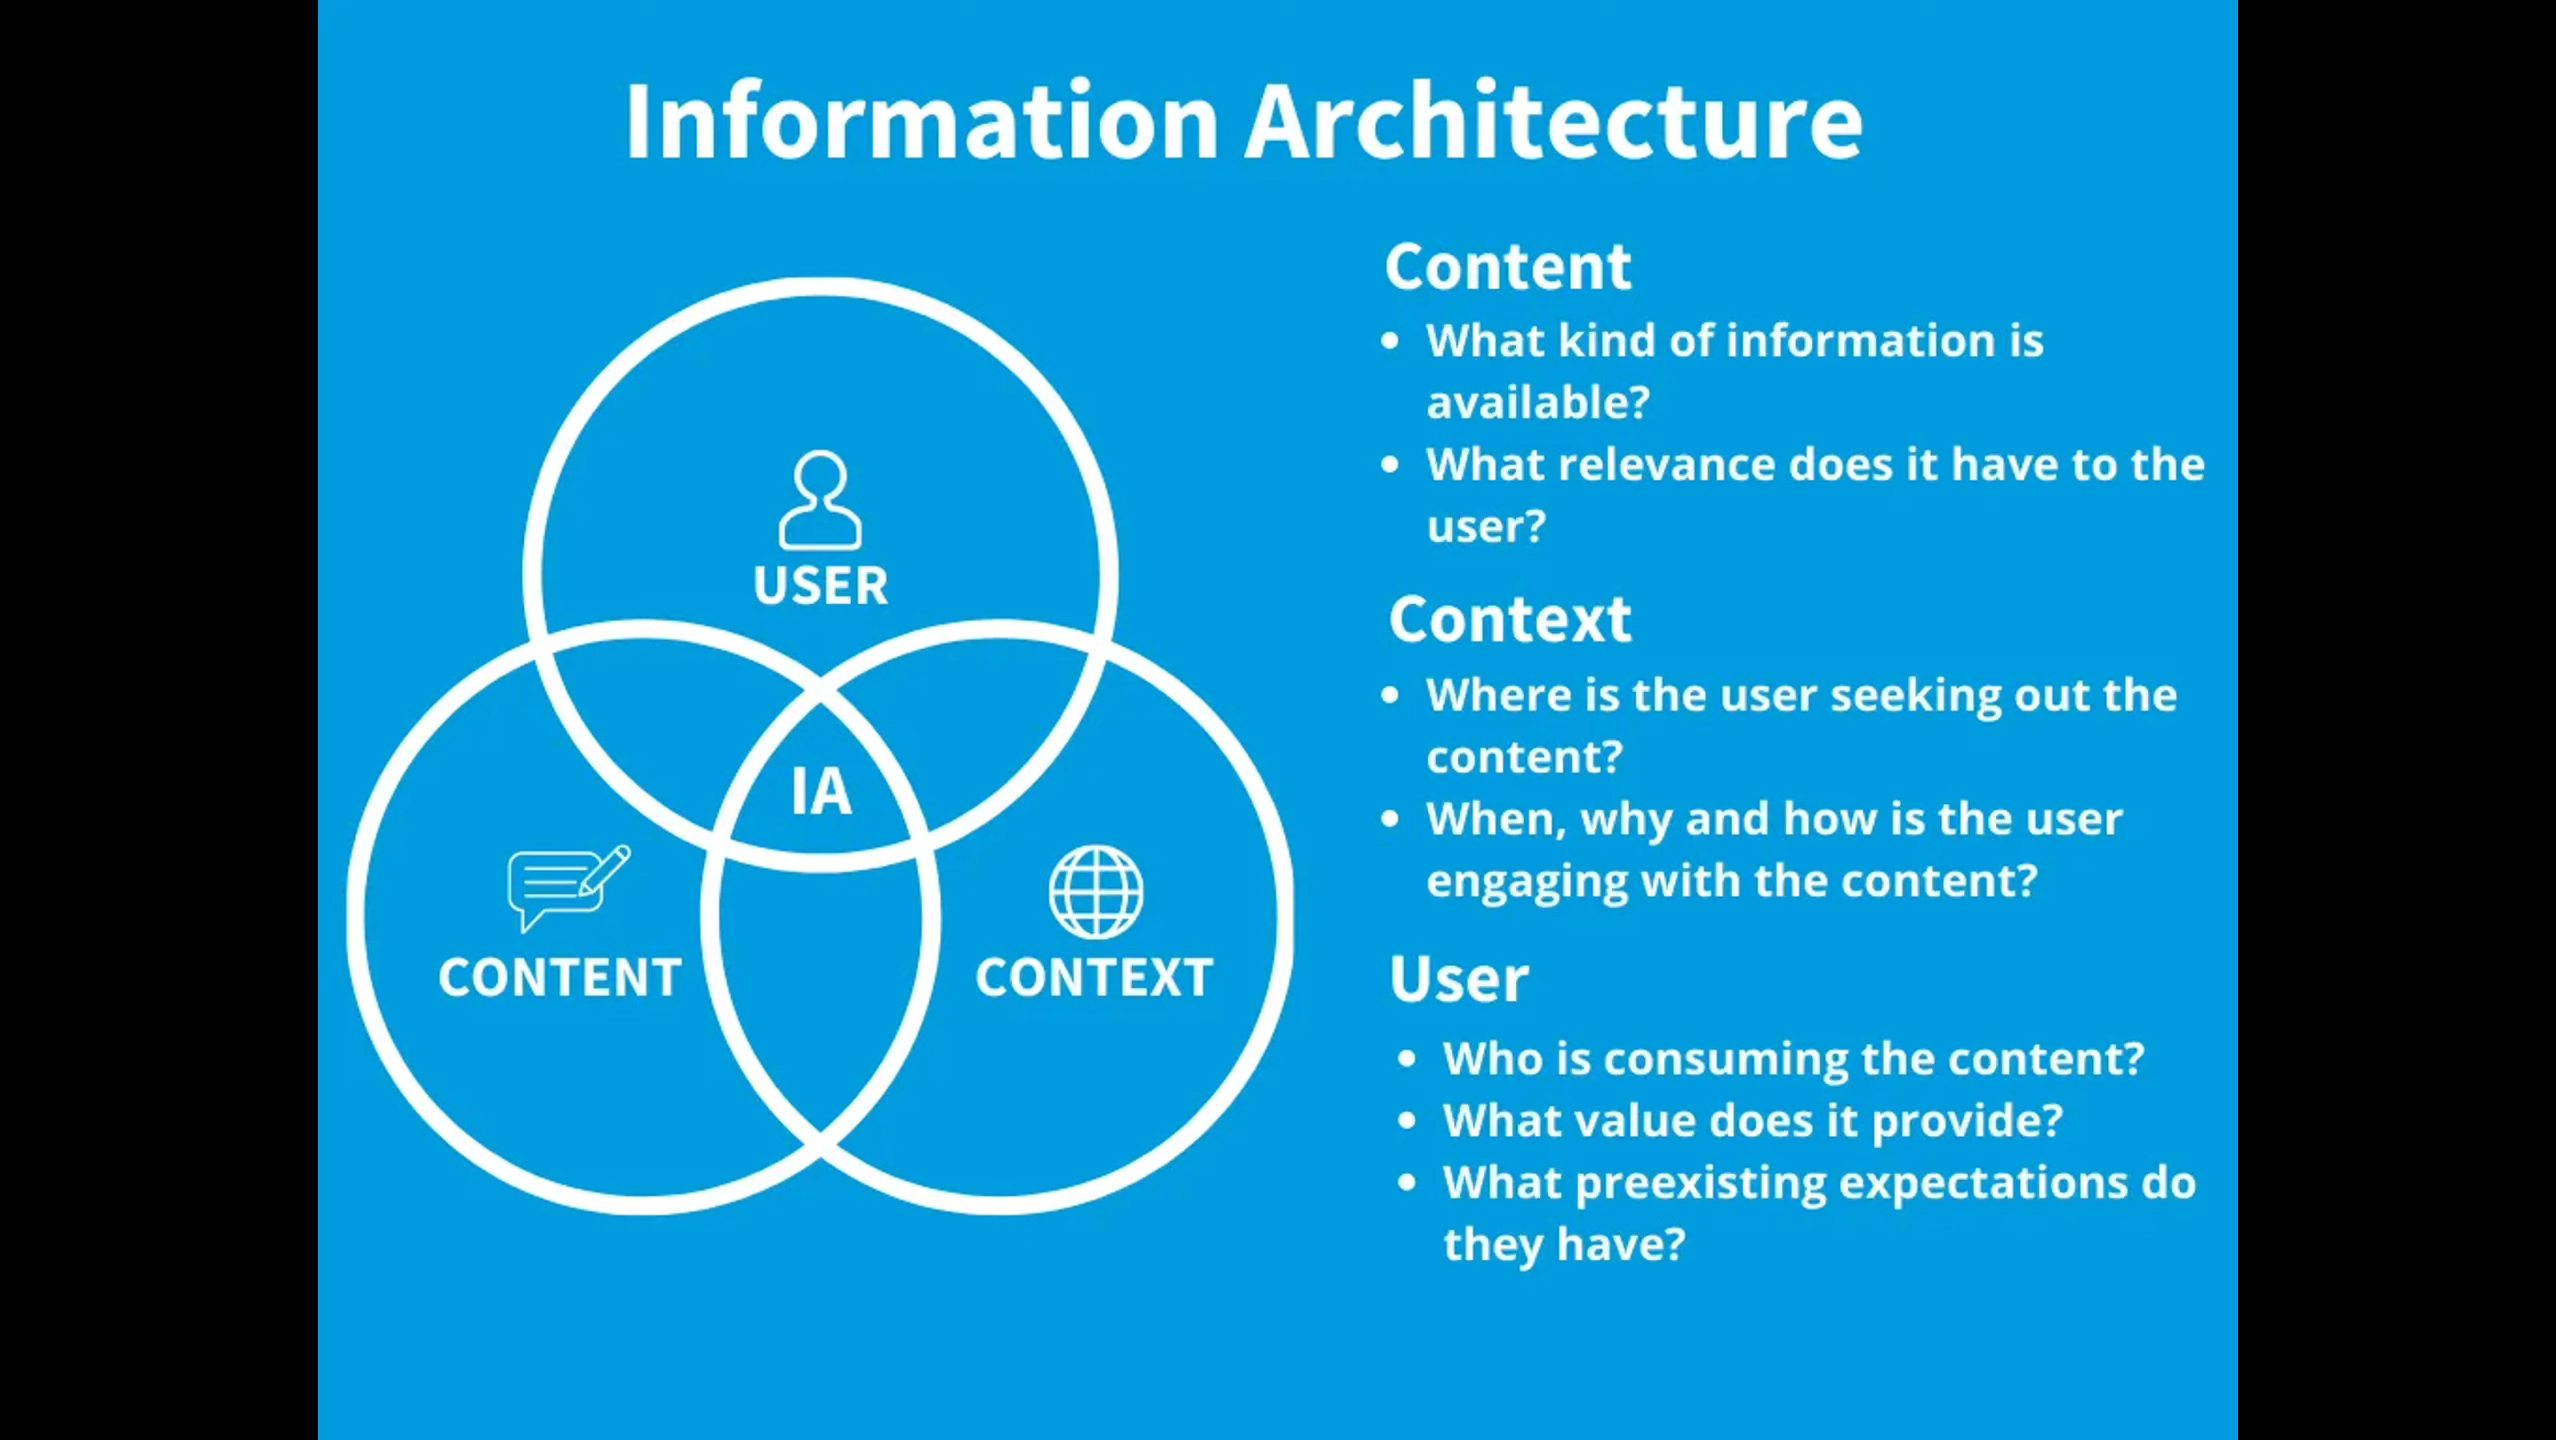 Information Architecture
USER
IA
CONTENT
CONTEXT
Content
• What kind of information is
available?
• What relevance does it have to the
user?
Context
• Where is the user seeking out the
content?
• When, why and how is the user
engaging with the content?
User
• Who is consuming the content?
• What value does it provide?
• What preexisting expectations do
they have?